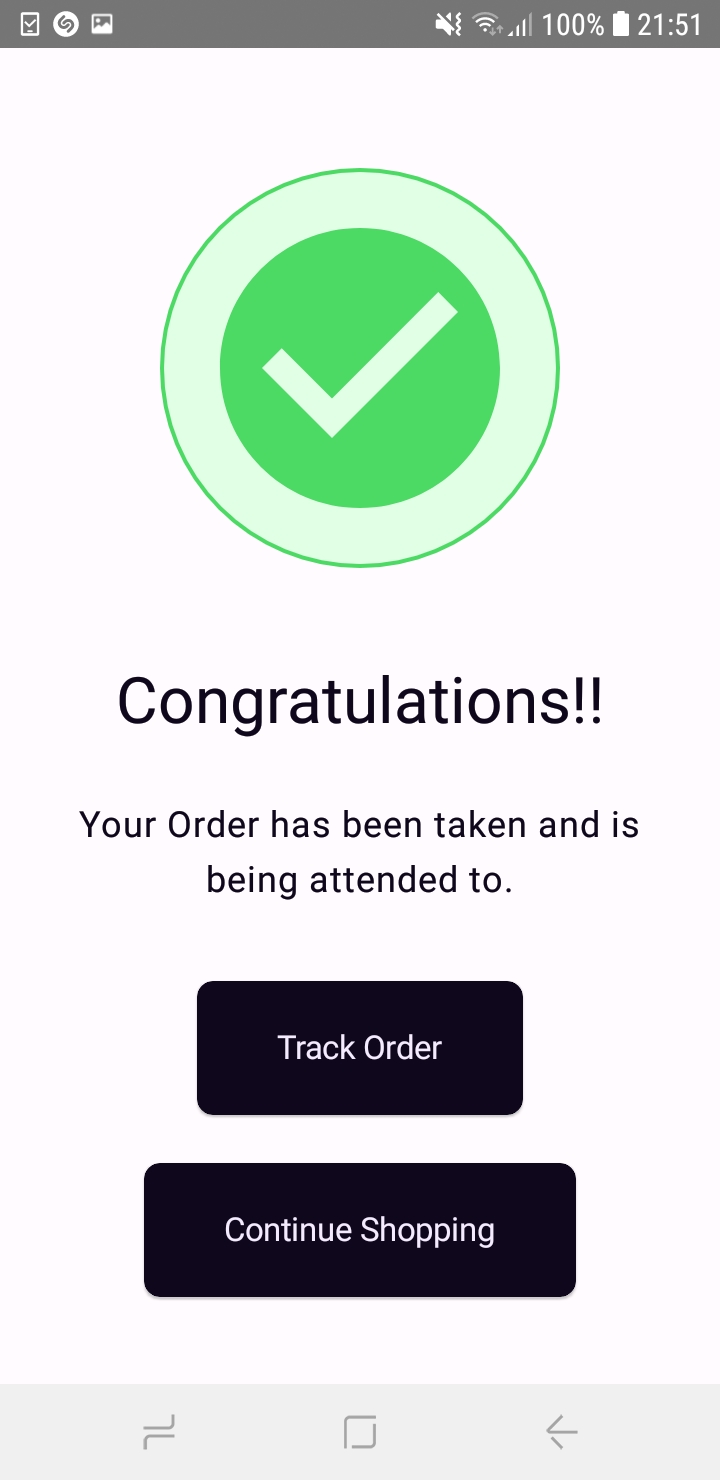 100% 21:51
Congratulations!!
Your Order has been taken and is
being attended to.
Track Order
Continue Shopping